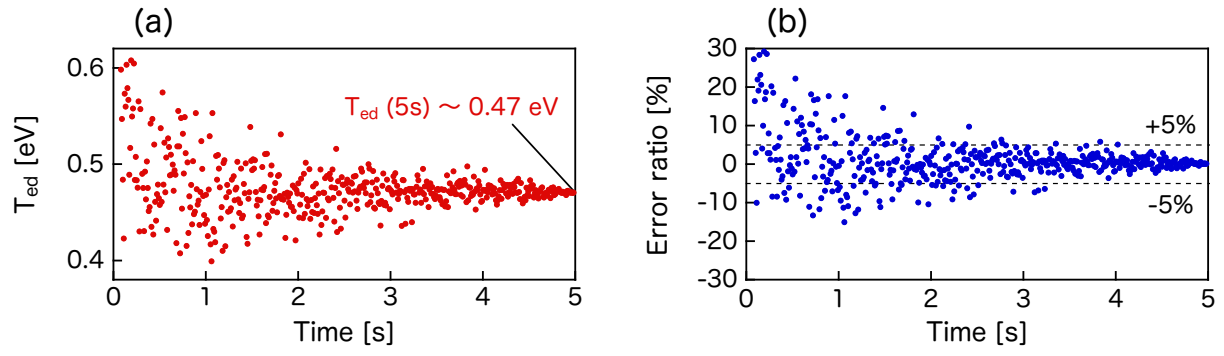 (a)
0.6
0.5
0.4
T_ed [eV]
T_ed (5s) ～ 0.47 eV
0 1 2 3 4 5
Time [s]
(b)
30
20
10
0
-10
-20
-30
Error ratio [%]
+5%
-5%
0 1 2 3 4 5
Time [s]